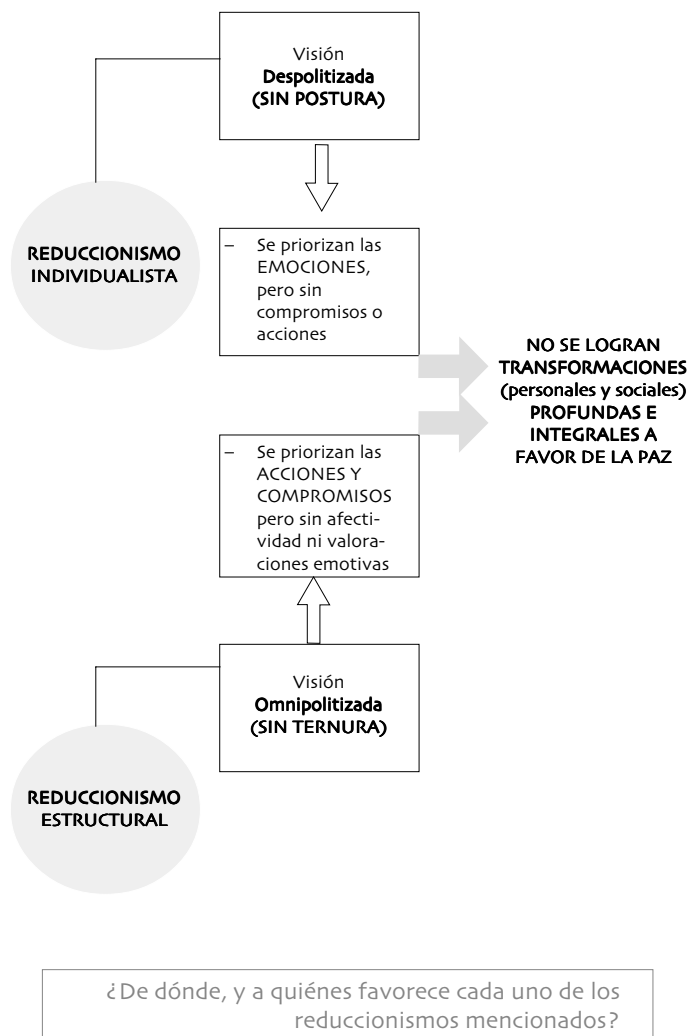 Visión
Despolitizada
(SIN POSTURA)
REDUCCIONISMO
INDIVIDUALISTA
– Se priorizan las
EMOCIONES,
pero sin
compromisos o
acciones
NO SE LOGRAN
TRANSFORMACIONES
(personales y sociales)
PROFUNDAS E
INTEGRALES A
FAVOR DE LA PAZ
– Se priorizan las
ACCIONES Y
COMPROMISOS
pero sin afecti-
vidad ni valora-
ciones emotivas
Visión
Omnipolitizada
(SIN TERNURA)
REDUCCIONISMO
ESTRUCTURAL
¿De dónde, y a quiénes favorece cada uno de los
reduccionismos mencionados?